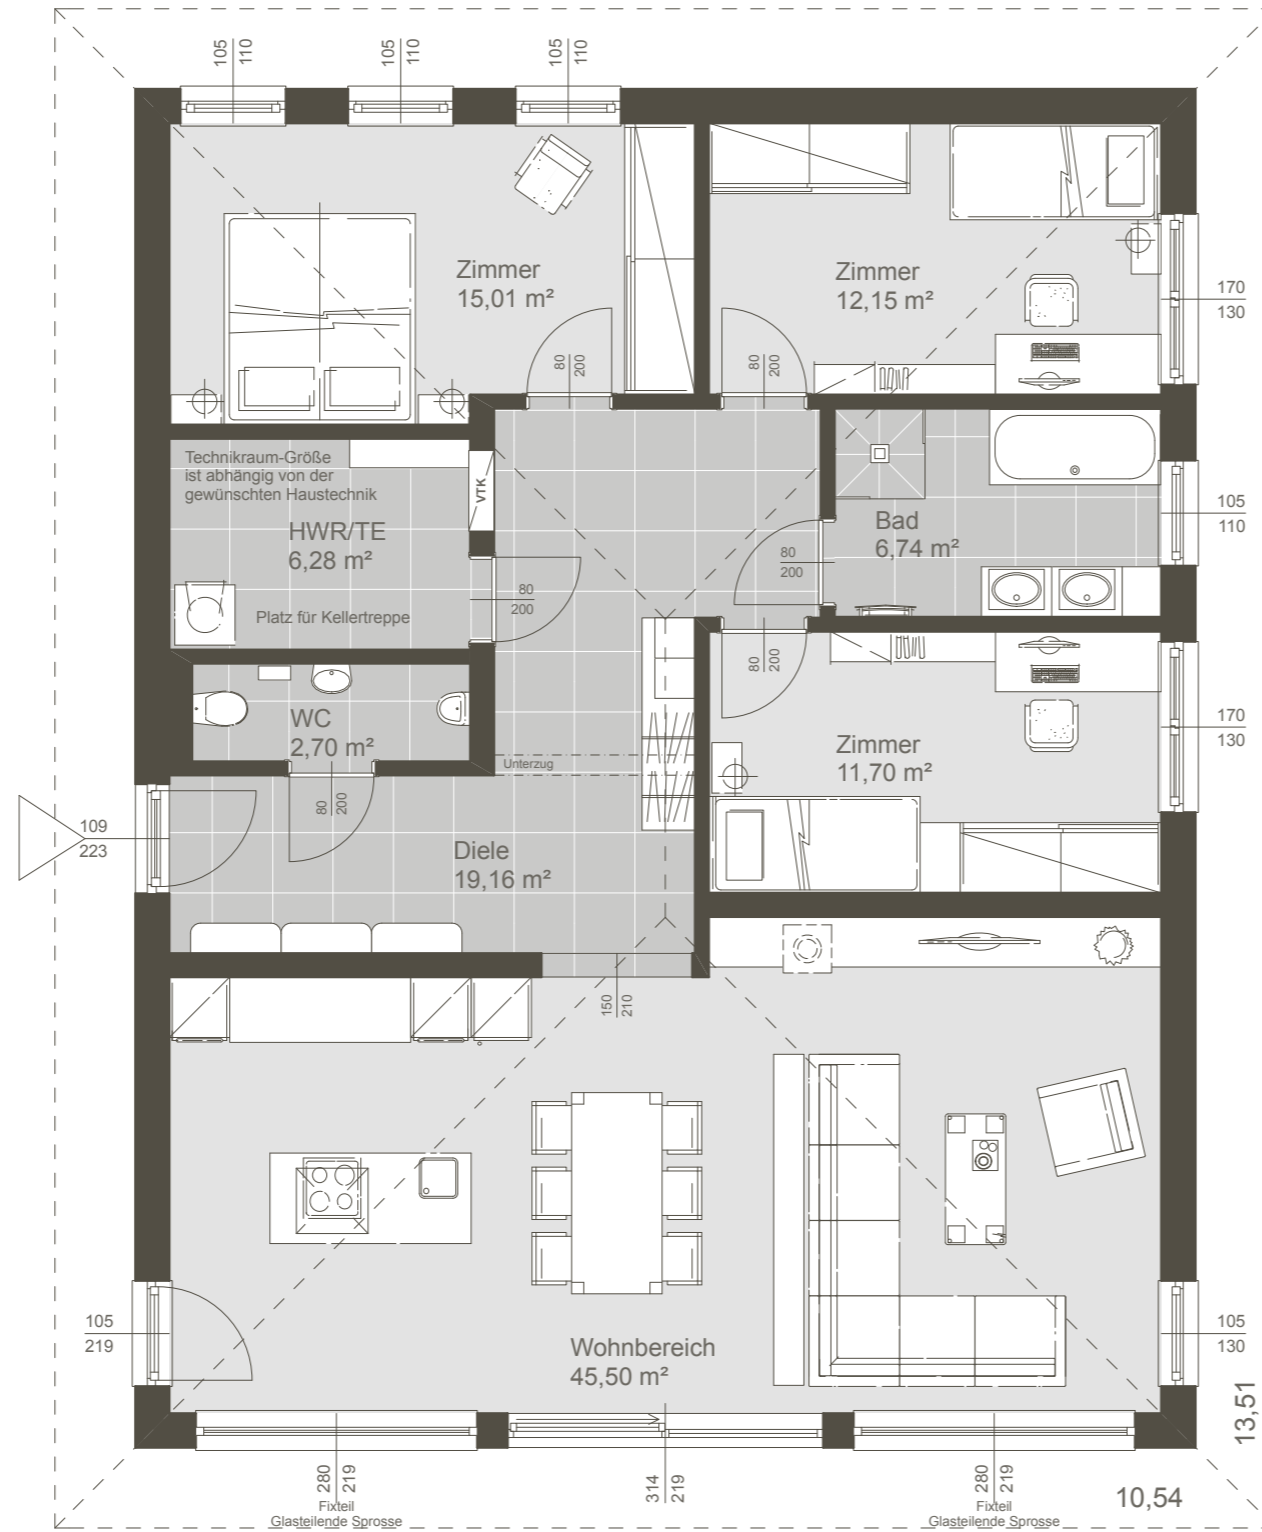 105
110
105
110
105
110
Zimmer
15,01 m²
Zimmer
12,15 m²
170
130
80
200
80
200
Technikraum-Größe
ist abhängig von der
gewünschten Haustechnik
VTK
HWR/TE
6,28 m²
Bad
6,74 m²
105
110
80
200
80
200
Platz für Kellertreppe
80
200
WC
2,70 m²
Zimmer
11,70 m²
170
130
Unterzug
80
200
109
223
Diele
19,16 m²
150
210
105
219
Wohnbereich
45,50 m²
105
130
13,51
280
219
Fixteil
Glasteilende Sprosse
314
219
280
219
Fixteil
Glasteilende Sprosse
10,54